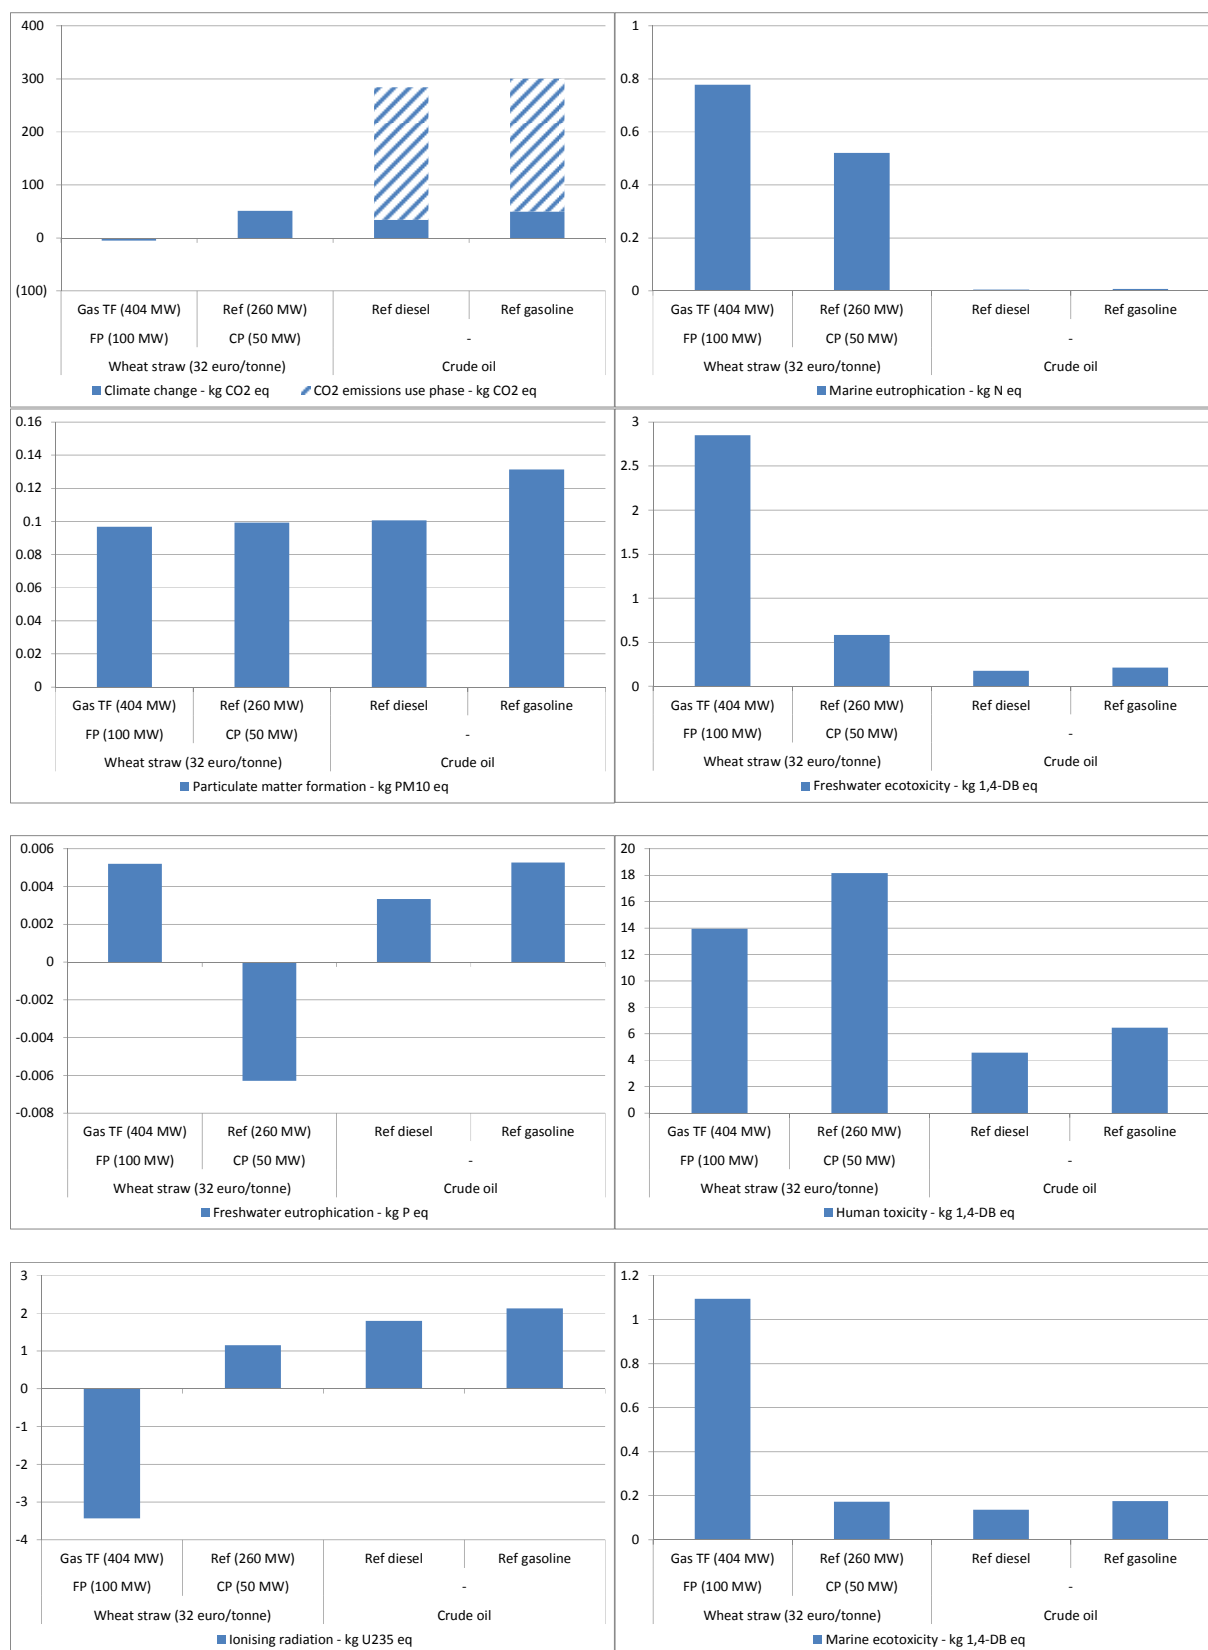 400
300
200
100
0
(100)
Gas TF (404 MW) Ref (260 MW) Ref diesel Ref gasoline
FP (100 MW) CP (50 MW) -
Wheat straw (32 euro/tonne) Crude oil
Climate change - kg CO2 eq CO2 emissions use phase - kg CO2 eq
1
0.8
0.6
0.4
0.2
0
Gas TF (404 MW) Ref (260 MW) Ref diesel Ref gasoline
FP (100 MW) CP (50 MW) -
Wheat straw (32 euro/tonne) Crude oil
Marine eutrophication - kg N eq
0.16
0.14
0.12
0.1
0.08
0.06
0.04
0.02
0
Gas TF (404 MW) Ref (260 MW) Ref diesel Ref gasoline
FP (100 MW) CP (50 MW) -
Wheat straw (32 euro/tonne) Crude oil
Particulate matter formation - kg PM10 eq
3
2.5
2
1.5
1
0.5
0
Gas TF (404 MW) Ref (260 MW) Ref diesel Ref gasoline
FP (100 MW) CP (50 MW) -
Wheat straw (32 euro/tonne) Crude oil
Freshwater ecotoxicity - kg 1,4-DB eq
0.006
0.004
0.002
0
-0.002
-0.004
-0.006
-0.008
Gas TF (404 MW) Ref (260 MW) Ref diesel Ref gasoline
FP (100 MW) CP (50 MW) -
Wheat straw (32 euro/tonne) Crude oil
Freshwater eutrophication - kg P eq
20
18
16
14
12
10
8
6
4
2
0
Gas TF (404 MW) Ref (260 MW) Ref diesel Ref gasoline
FP (100 MW) CP (50 MW) -
Wheat straw (32 euro/tonne) Crude oil
Human toxicity - kg 1,4-DB eq
3
2
1
0
-1
-2
-3
-4
Gas TF (404 MW) Ref (260 MW) Ref diesel Ref gasoline
FP (100 MW) CP (50 MW) -
Wheat straw (32 euro/tonne) Crude oil
Ionising radiation - kg U235 eq
1.2
1
0.8
0.6
0.4
0.2
0
Gas TF (404 MW) Ref (260 MW) Ref diesel Ref gasoline
FP (100 MW) CP (50 MW) -
Wheat straw (32 euro/tonne) Crude oil
Marine ecotoxicity - kg 1,4-DB eq